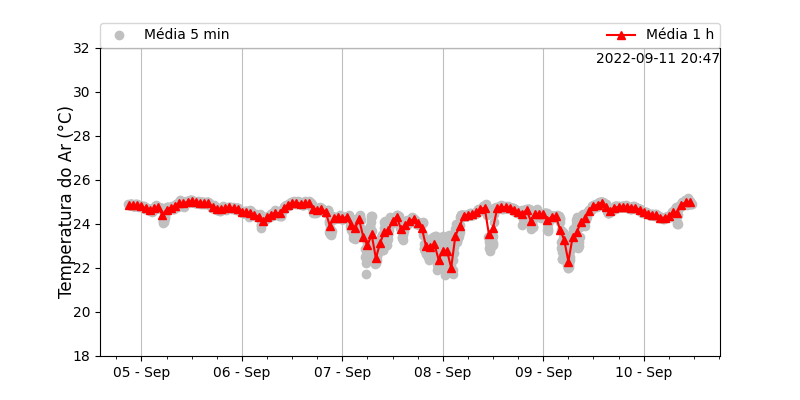 Média 5 min
Média 1 h
2022-09-11 20:47
Temperatura do Ar (°C)
32
30
28
26
24
22
20
18
05 - Sep
06 - Sep
07 - Sep
08 - Sep
09 - Sep
10 - Sep